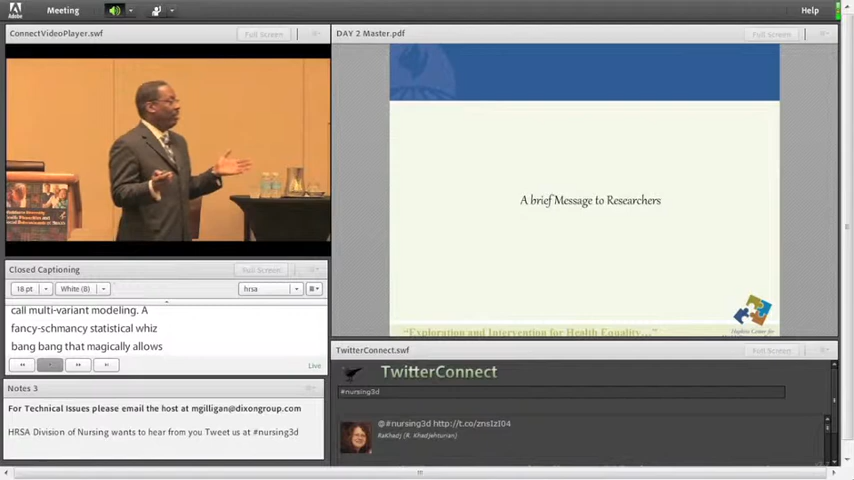 Adobe
Meeting
Help
ConnectVideoPlayer.swf
Full Screen
DAY 2 Master.pdf
Full Screen
A brief Message to Researchers
Hopkins Center for
"Exploration and Intervention for Health Equality..."
Closed Captioning
Full Screen
18 pt
White (8)
hrsa
call multi-variant modeling. A
fancy-schmancy statistical whiz
bang bang that magically allows
Live
Notes 3
For Technical Issues please email the host at mgilligan@dixongroup.com
HRSA Division of Nursing wants to hear from you Tweet us at #nursing3d
TwitterConnect.swf
Full Screen
TwitterConnect
#nursing3d
@#nursing3d http://t.co/znsIzI04
RaKhadj (R. Khadjehturian)